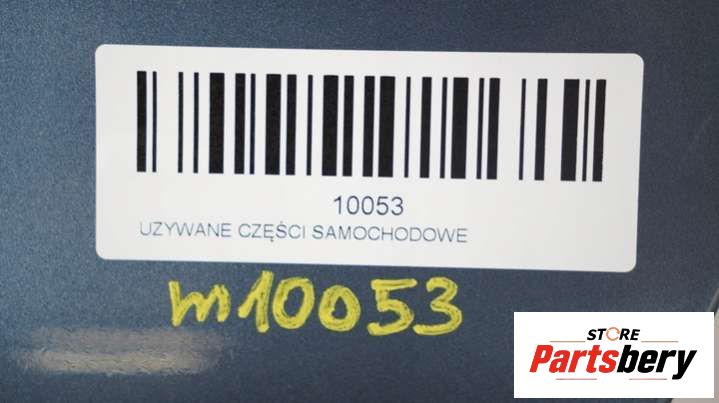 10053
UZYWANE CZĘŚCI SAMOCHODOWE
m10053
STORE
Partsbery